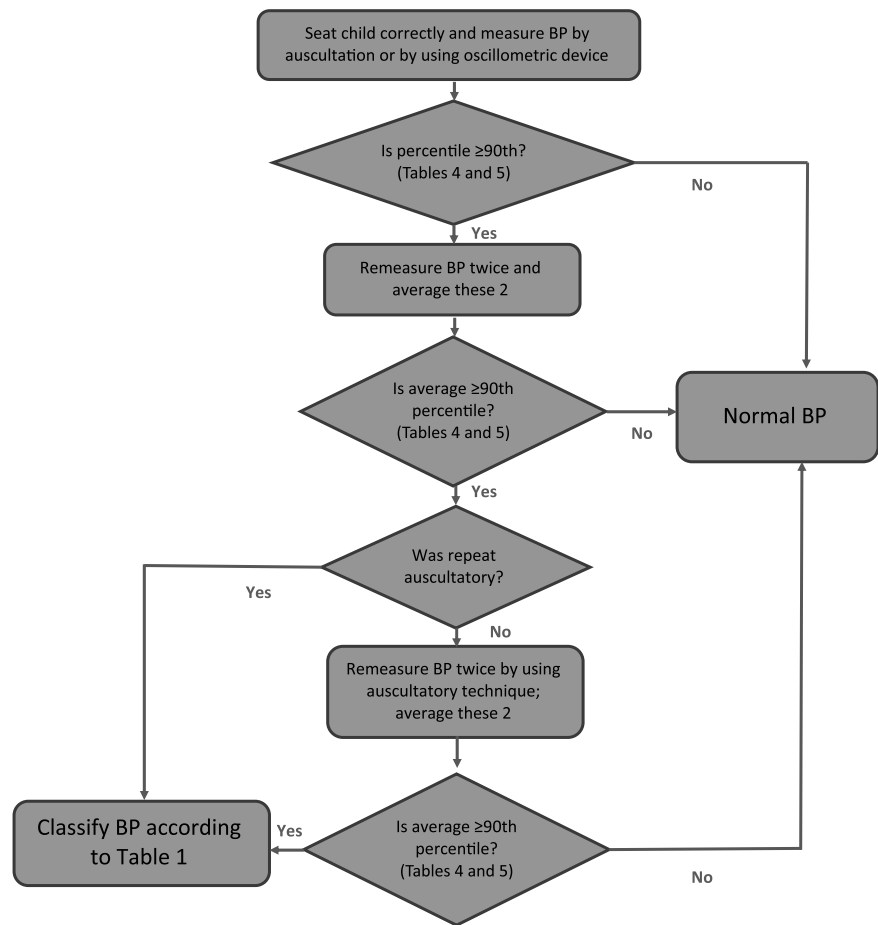 Seat child correctly and measure BP by
auscultation or by using oscillometric device
Is percentile ≥90th?
(Tables 4 and 5)
No
Yes
Remeasure BP twice and
average these 2
Is average ≥90th
percentile?
(Tables 4 and 5)
No
Normal BP
Yes
Was repeat
auscultatory?
Yes
No
Remeasure BP twice by using
auscultatory technique;
average these 2
Is average ≥90th
percentile?
(Tables 4 and 5)
Yes
Classify BP according
to Table 1
No